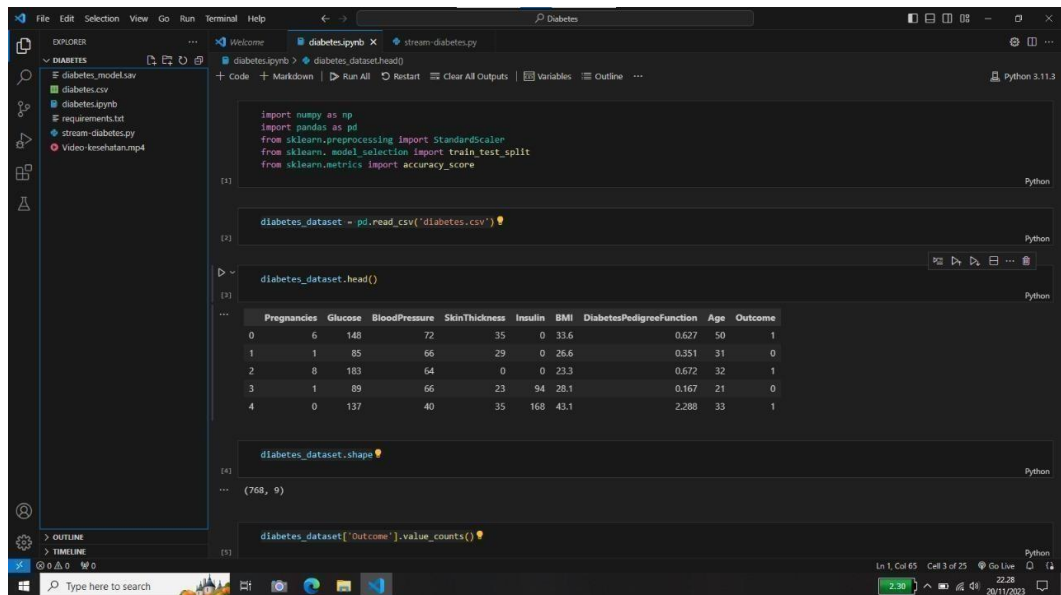 File Edit Selection View Go Run Terminal Help
Diabetes
EXPLORER
Welcome
diabetes.ipynb
stream-diabetes.py
DIABETES
diabetes_model.sav
diabetes.csv
diabetes.ipynb
requirements.txt
stream-diabetes.py
Video-kesehatan.mp4
diabetes.ipynb > diabetes_dataset.head()
+ Code + Markdown | Run All Restart Clear All Outputs | Variables Outline ...
Python 3.11.3
import numpy as np
import pandas as pd
from sklearn.preprocessing import StandardScaler
from sklearn. model_selection import train_test_split
from sklearn.metrics import accuracy_score
[1] Python
diabetes_dataset = pd.read_csv('diabetes.csv')
[2] Python
diabetes_dataset.head()
[3] Python
Pregnancies Glucose BloodPressure SkinThickness Insulin BMI DiabetesPedigreeFunction Age Outcome
0 6 148 72 35 0 33.6 0.627 50 1
1 1 85 66 29 0 26.6 0.351 31 0
2 8 183 64 0 0 23.3 0.672 32 1
3 1 89 66 23 94 28.1 0.167 21 0
4 0 137 40 35 168 43.1 2.288 33 1
diabetes_dataset.shape
[4] Python
(768, 9)
diabetes_dataset['Outcome'].value_counts()
[5] Python
> OUTLINE
> TIMELINE
0 0 0
Ln 1, Col 65 Cell 3 of 25 Go Live
Type here to search
2.30
22.28
20/11/2023